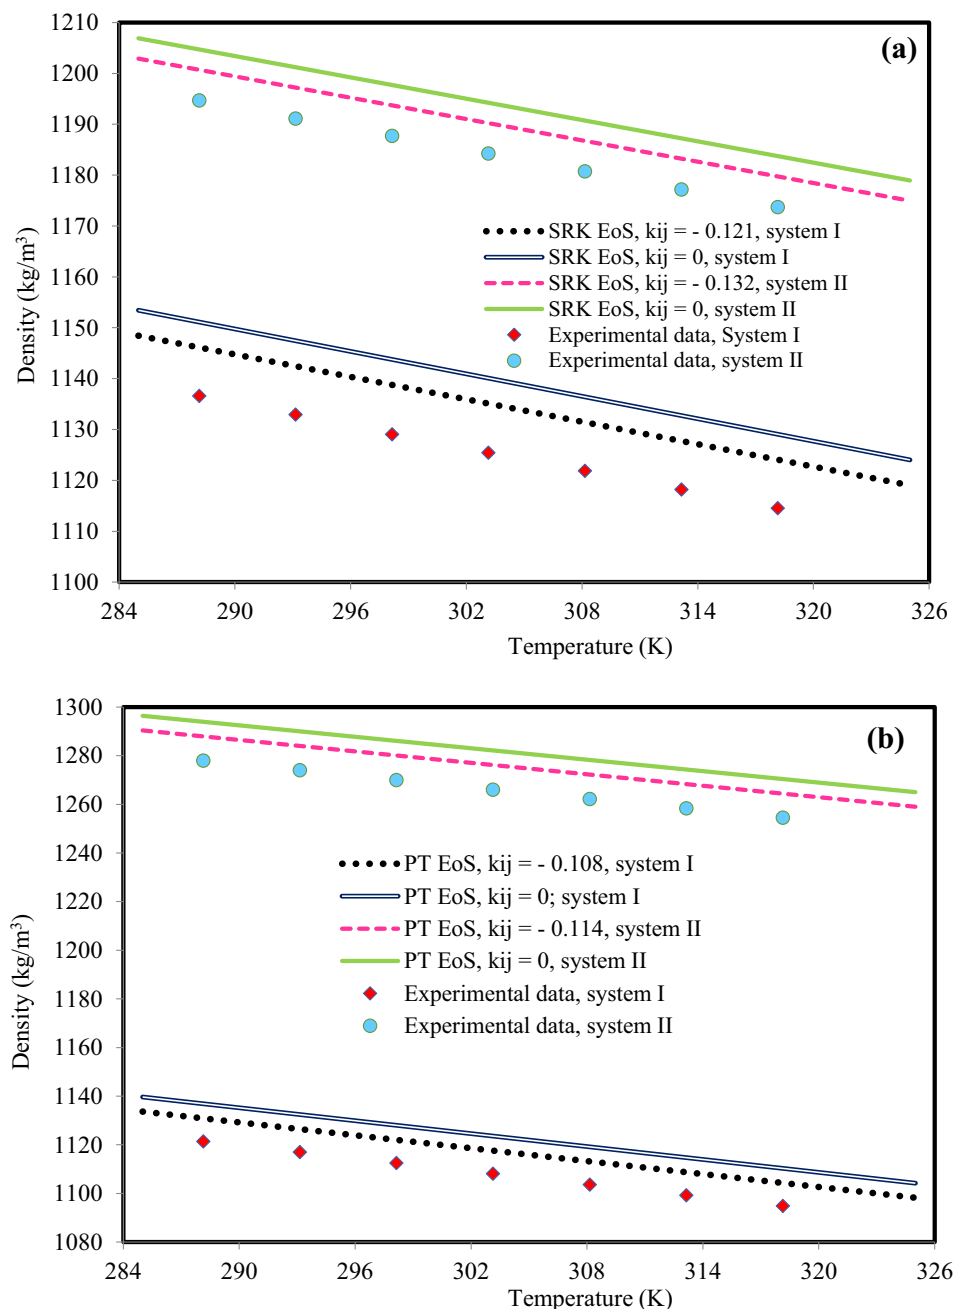 1210
1200
1190
1180
1170
1160
1150
1140
1130
1120
1110
1100
Density (kg/m³)
(a)
SRK EoS, kij = - 0.121, system I
SRK EoS, kij = 0, system I
SRK EoS, kij = - 0.132, system II
SRK EoS, kij = 0, system II
Experimental data, System I
Experimental data, system II
284 290 296 302 308 314 320 326
Temperature (K)
1300
1280
1260
1240
1220
1200
1180
1160
1140
1120
1100
1080
Density (kg/m³)
(b)
PT EoS, kij = - 0.108, system I
PT EoS, kij = 0; system I
PT EoS, kij = - 0.114, system II
PT EoS, kij = 0, system II
Experimental data, system I
Experimental data, system II
284 290 296 302 308 314 320 326
Temperature (K)